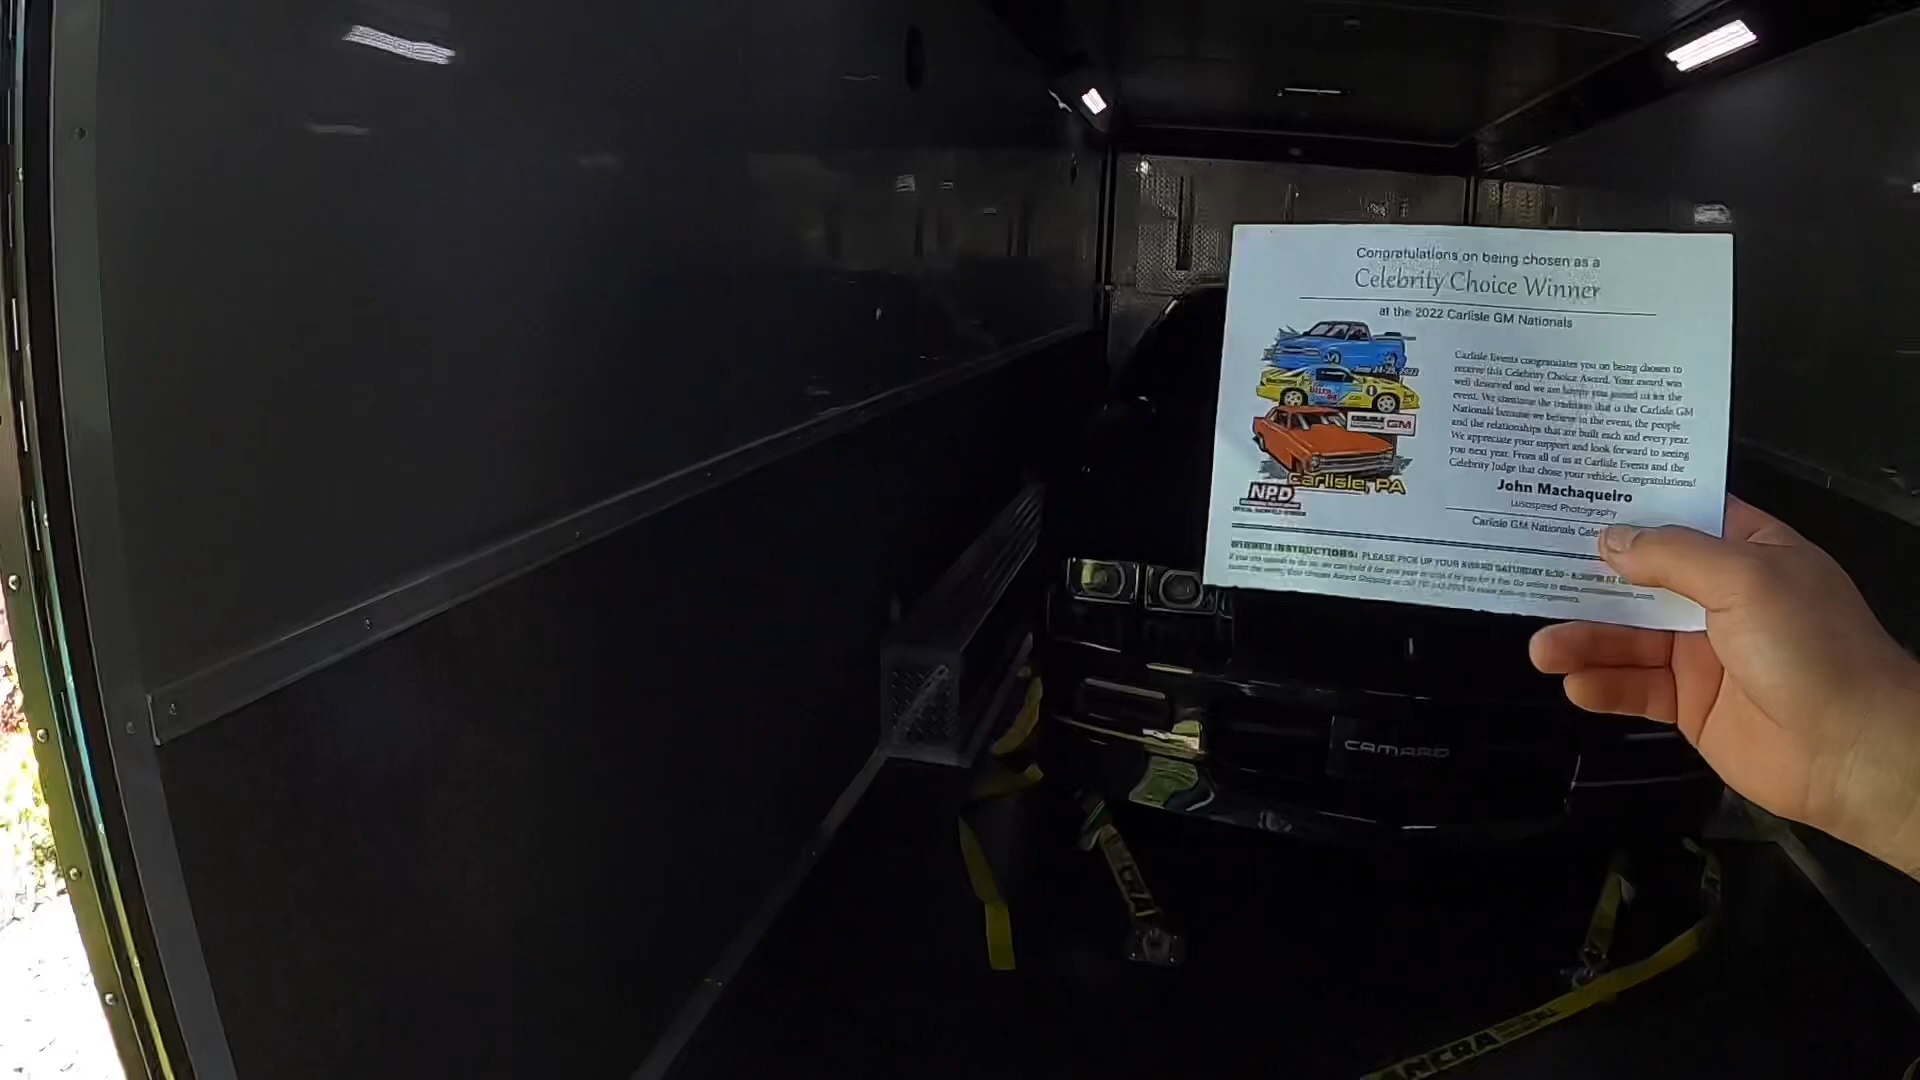 Congratulations on being chosen as a
Celebrity Choice Winner
at the 2022 Carlisle GM Nationals
Carlisle Events congratulates you on being chosen to
receive this Celebrity Choice Award. Your award was
well deserved and we are happy you joined us for the
event. We continue the tradition that is the Carlisle GM
Nationals because we believe in the event, the people
and the relationships that are built each and every year.
We appreciate your support and look forward to seeing
you next year. From all of us at Carlisle Events and the
Celebrity Judge that chose your vehicle, Congratulations!
John Machaqueiro
Lusospeed Photography
Carlisle GM Nationals
GM
Carlisle, PA
NPD
WINNER INSTRUCTIONS: PLEASE PICK UP YOUR AWARD SATURDAY
CAMARO
ANCRA